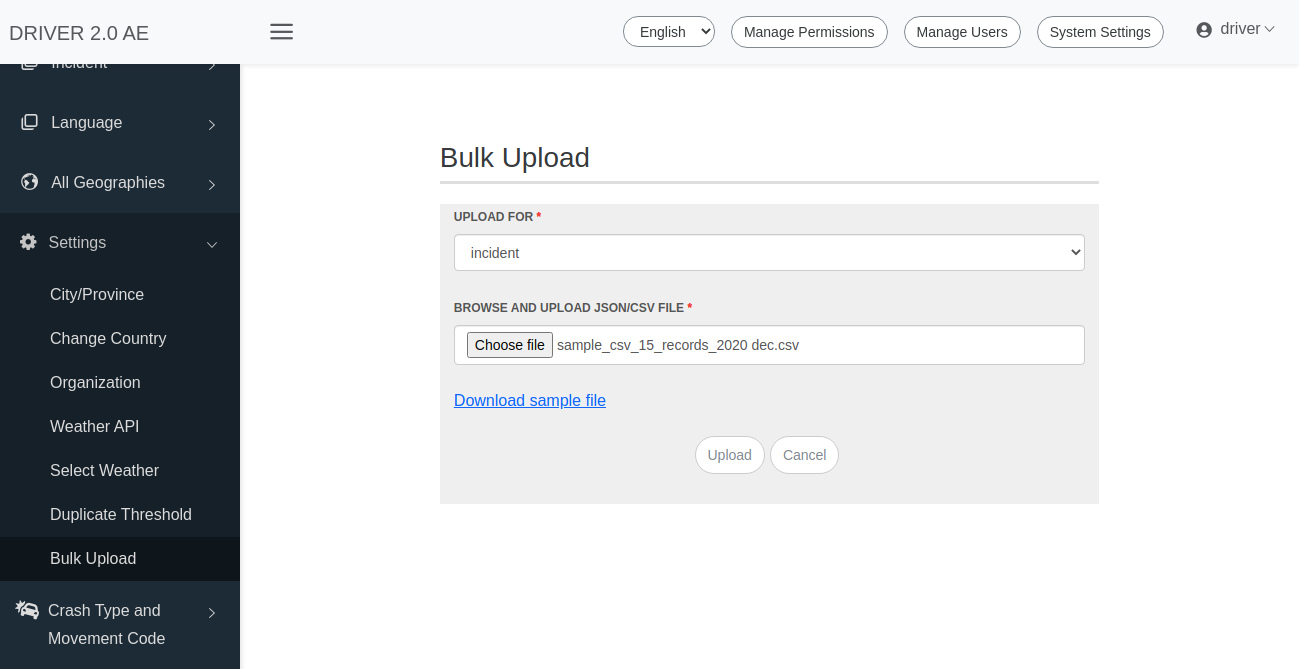 DRIVER 2.0 AE
English
Manage Permissions
Manage Users
System Settings
driver
Incident
Language
All Geographies
Settings
City/Province
Change Country
Organization
Weather API
Select Weather
Duplicate Threshold
Bulk Upload
Crash Type and
Movement Code
Bulk Upload
UPLOAD FOR *
incident
BROWSE AND UPLOAD JSON/CSV FILE *
Choose file sample_csv_15_records_2020 dec.csv
Download sample file
Upload
Cancel